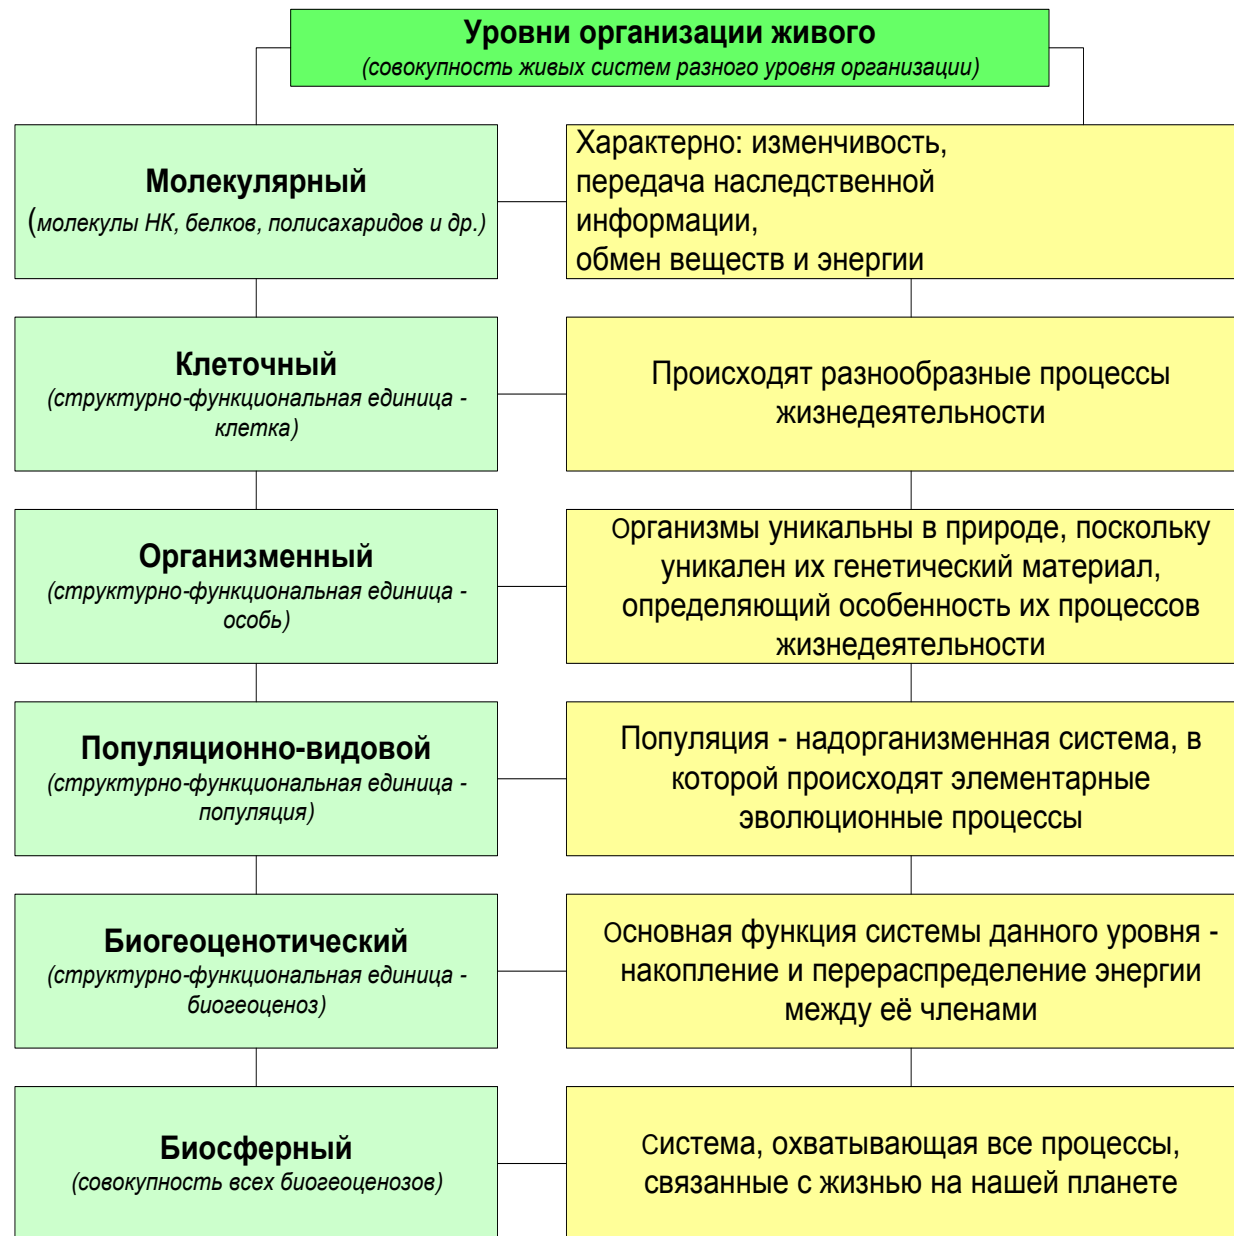 Уровни организации живого
(совокупность живых систем разного уровня организации)
Молекулярный
(молекулы НК, белков, полисахаридов и др.)
Характерно: изменчивость,
передача наследственной
информации,
обмен веществ и энергии
Клеточный
(структурно-функциональная единица -
клетка)
Происходят разнообразные процессы
жизнедеятельности
Организменный
(структурно-функциональная единица -
особь)
Организмы уникальны в природе, поскольку
уникален их генетический материал,
определяющий особенность их процессов
жизнедеятельности
Популяционно-видовой
(структурно-функциональная единица -
популяция)
Популяция - надорганизменная система, в
которой происходят элементарные
эволюционные процессы
Биогеоценотический
(структурно-функциональная единица -
биогеоценоз)
Основная функция системы данного уровня -
накопление и перераспределение энергии
между её членами
Биосферный
(совокупность всех биогеоценозов)
Система, охватывающая все процессы,
связанные с жизнью на нашей планете